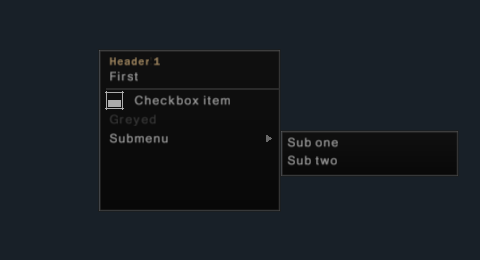 Header 1
First
Checkbox item
Greyed
Submenu
Sub one
Sub two